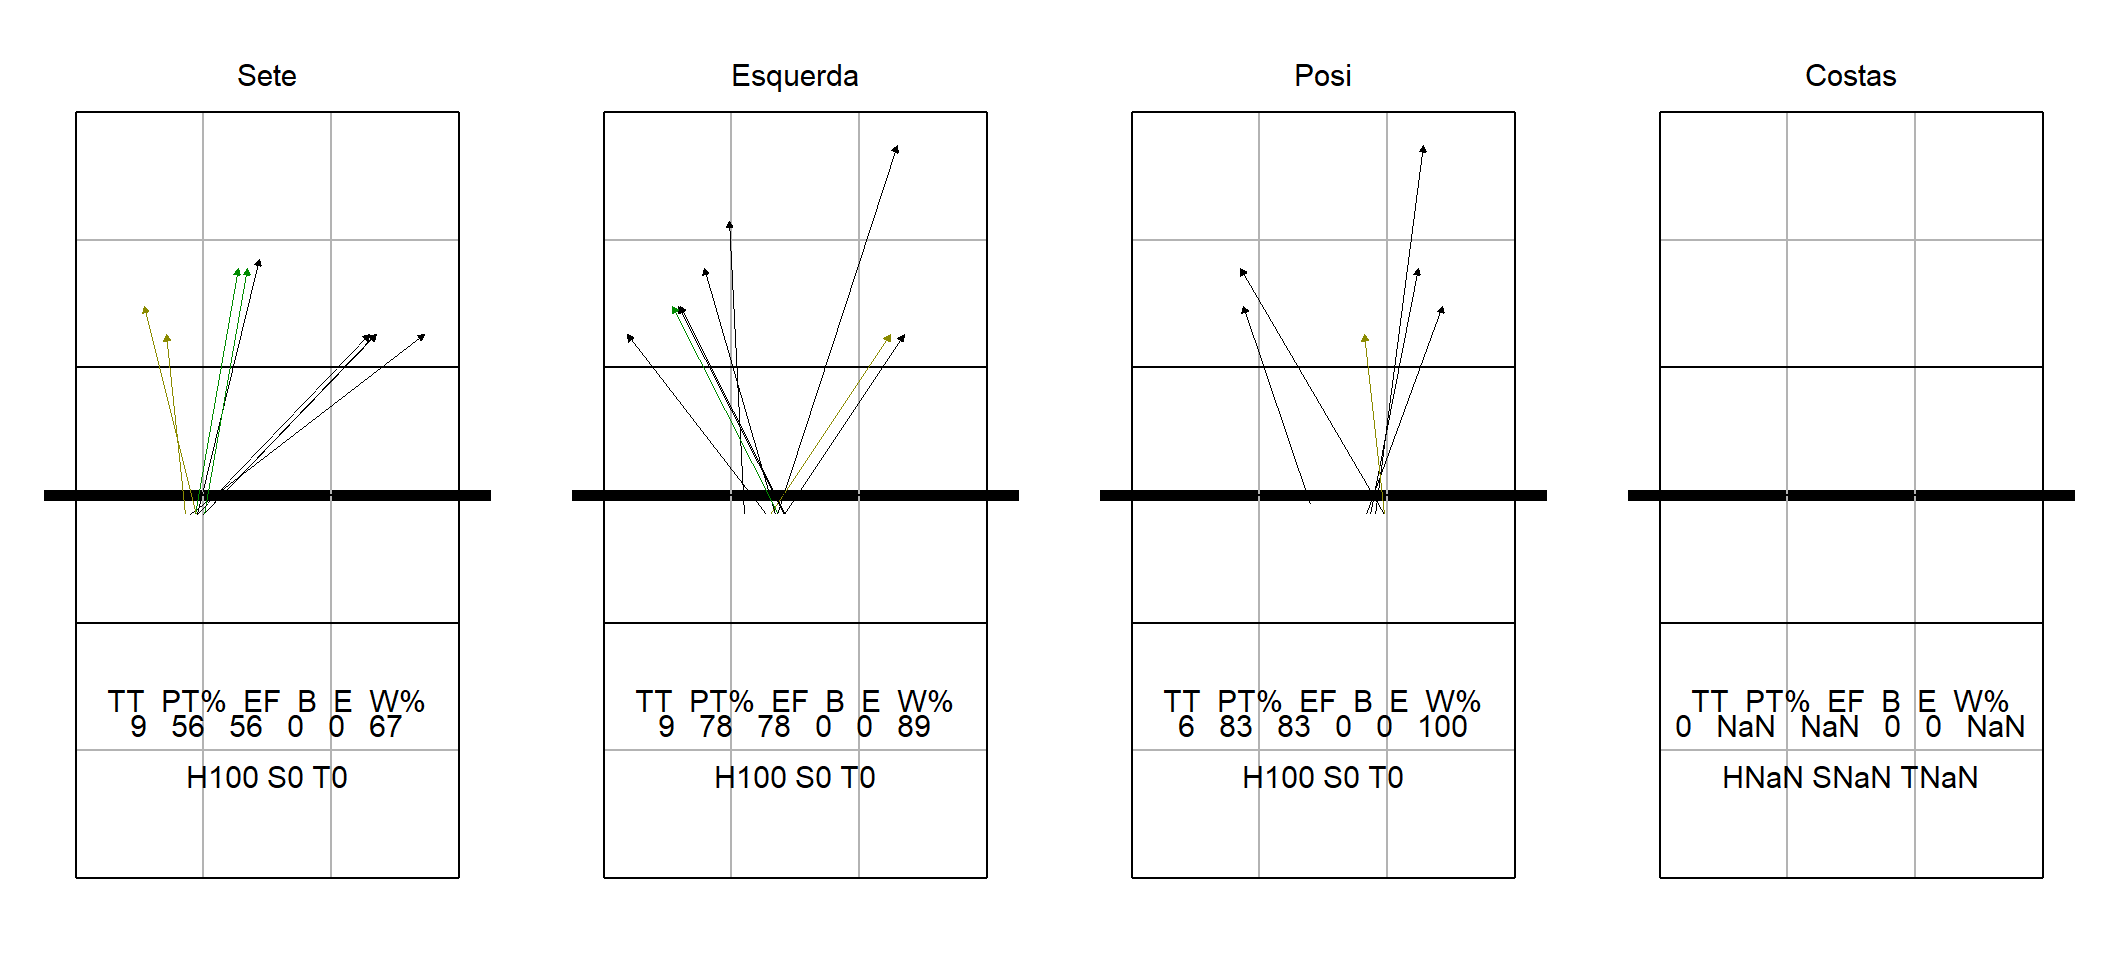 Sete
TT PT% EF B E W%
9 56 56 0 0 67
H100 S0 T0
Esquerda
TT PT% EF B E W%
9 78 78 0 0 89
H100 S0 T0
Posi
TT PT% EF B E W%
6 83 83 0 0 100
H100 S0 T0
Costas
TT PT% EF B E W%
0 NaN NaN 0 0 NaN
HNaN SNaN TNaN